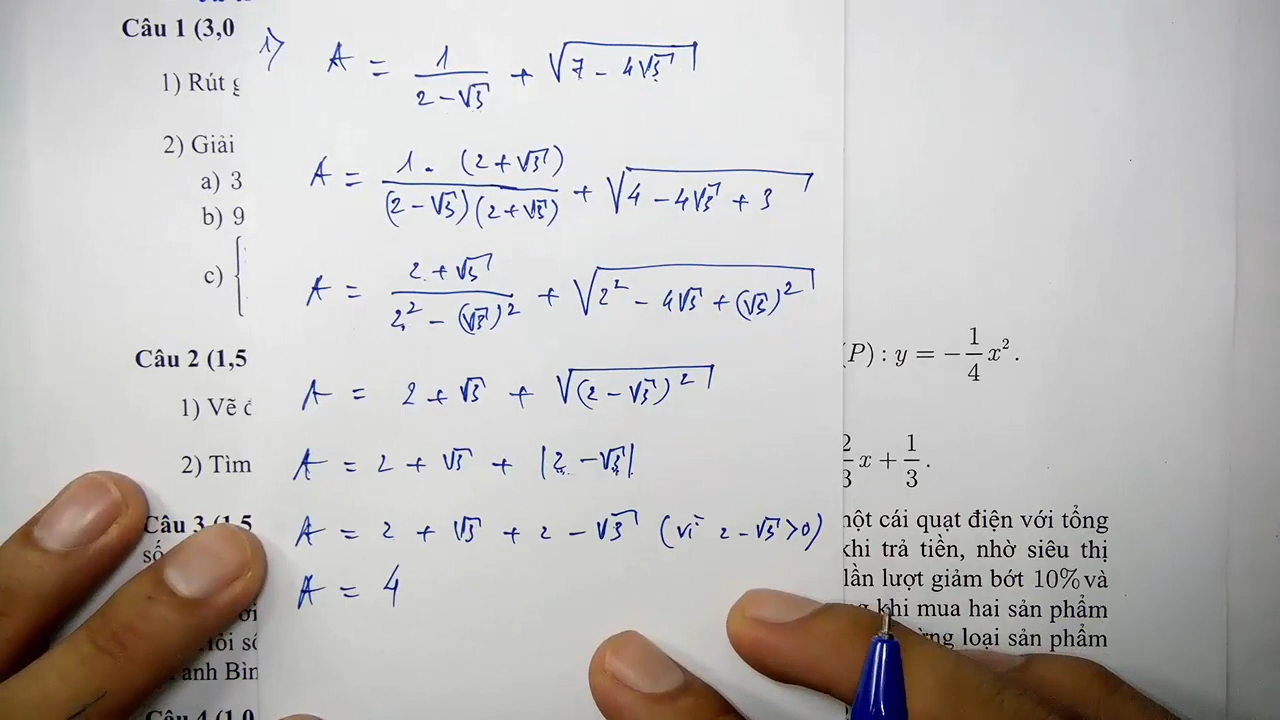 Câu 1 (3,0
1) A = 1/(2 - √3) + √(7 - 4√3)
1) Rút g
A = 1.(2 + √3)/((2 - √3)(2 + √3)) + √(4 - 4√3 + 3)
2) Giải
a) 3
b) 9
c) {
A = (2 + √3)/(2² - (√3)²) + √(2² - 4√3 + (√3)²)
(P) : y = -1/4 x².
Câu 2 (1,5
A = 2 + √3 + √((2 - √3)²)
1) Vẽ
2) Tìm
A = 2 + √3 + |2 - √3|
2/3 x + 1/3.
Câu 3 (1,5
A = 2 + √3 + 2 - √3 (vì 2 - √3 > 0)
một cái quạt điện với tổng
số
khi trả tiền, nhờ siêu thị
A = 4
lần lượt giảm bớt 10% và
khi mua hai sản phẩm
Hỏi số
từng loại sản phẩm
anh Bìn
Câu 4 (1,0